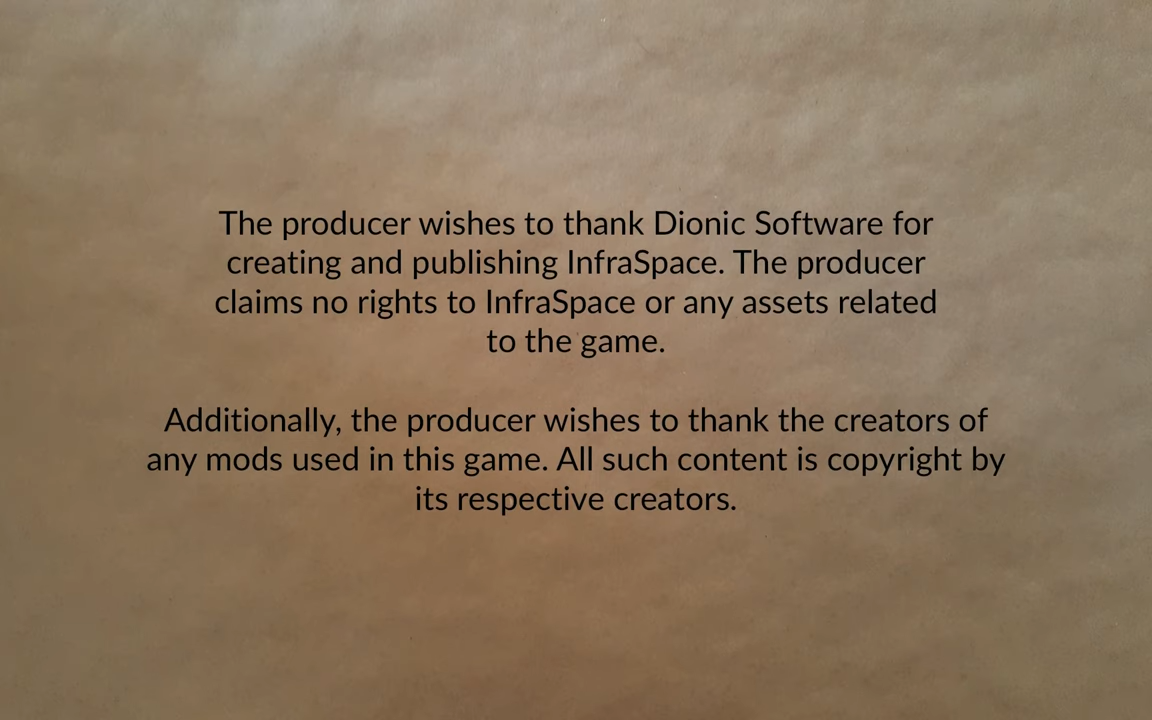 The producer wishes to thank Dionic Software for
creating and publishing InfraSpace. The producer
claims no rights to InfraSpace or any assets related
to the game.
Additionally, the producer wishes to thank the creators of
any mods used in this game. All such content is copyright by
its respective creators.